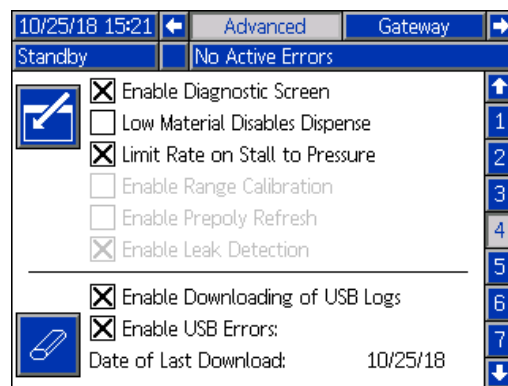 10/25/18 15:21 Advanced Gateway
Standby No Active Errors
Enable Diagnostic Screen
1
Low Material Disables Dispense
2
Limit Rate on Stall to Pressure
3
Enable Range Calibration
Enable Prepoly Refresh
4
Enable Leak Detection
5
Enable Downloading of USB Logs
6
Enable USB Errors:
7
Date of Last Download: 10/25/18